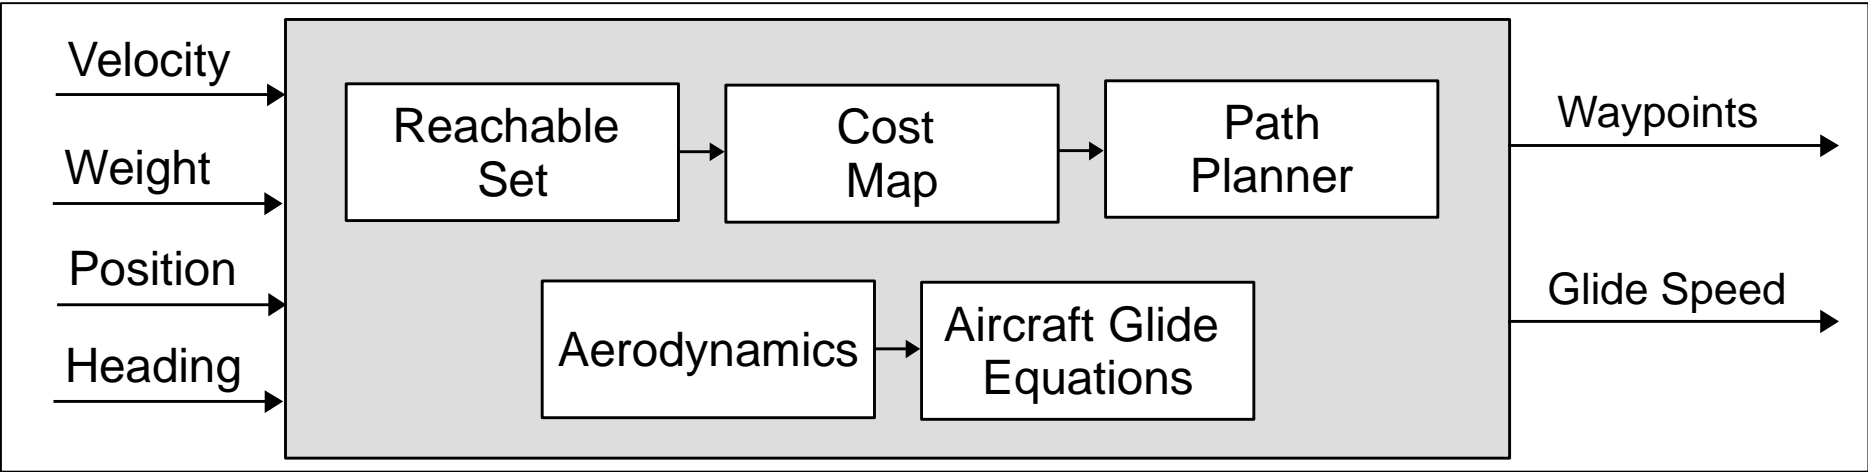 Velocity
Weight
Position
Heading
Reachable
Set
Cost
Map
Path
Planner
Aerodynamics
Aircraft Glide
Equations
Waypoints
Glide Speed